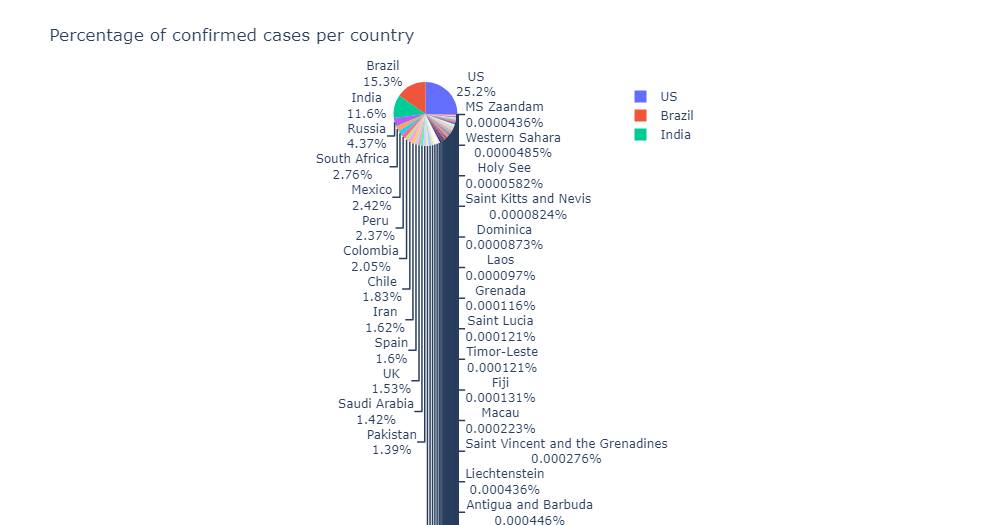 Percentage of confirmed cases per country
Brazil
15.3%
India
11.6%
Russia
4.37%
South Africa
2.76%
Mexico
2.42%
Peru
2.37%
Colombia
2.05%
Chile
1.83%
Iran
1.62%
Spain
1.6%
UK
1.53%
Saudi Arabia
1.42%
Pakistan
1.39%
US
25.2%
MS Zaandam
0.0000436%
Western Sahara
0.0000485%
Holy See
0.0000582%
Saint Kitts and Nevis
0.0000824%
Dominica
0.0000873%
Laos
0.000097%
Grenada
0.000116%
Saint Lucia
0.000121%
Timor-Leste
0.000121%
Fiji
0.000131%
Macau
0.000223%
Saint Vincent and the Grenadines
0.000276%
Liechtenstein
0.000436%
Antigua and Barbuda
0.000446%
US
Brazil
India